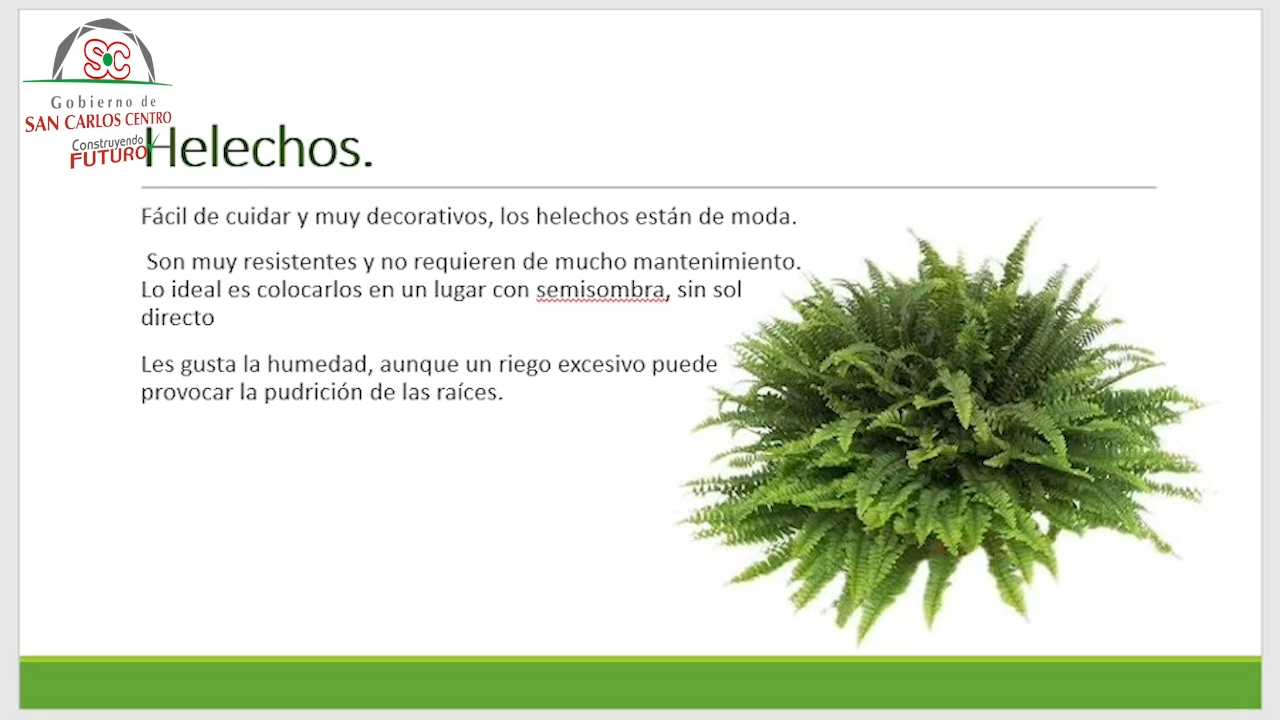 SC
Gobierno de
SAN CARLOS CENTRO
Construyendo
FUTURO
Helechos.
Fácil de cuidar y muy decorativos, los helechos están de moda.
Son muy resistentes y no requieren de mucho mantenimiento.
Lo ideal es colocarlos en un lugar con semisombra, sin sol
directo
Les gusta la humedad, aunque un riego excesivo puede
provocar la pudrición de las raíces.